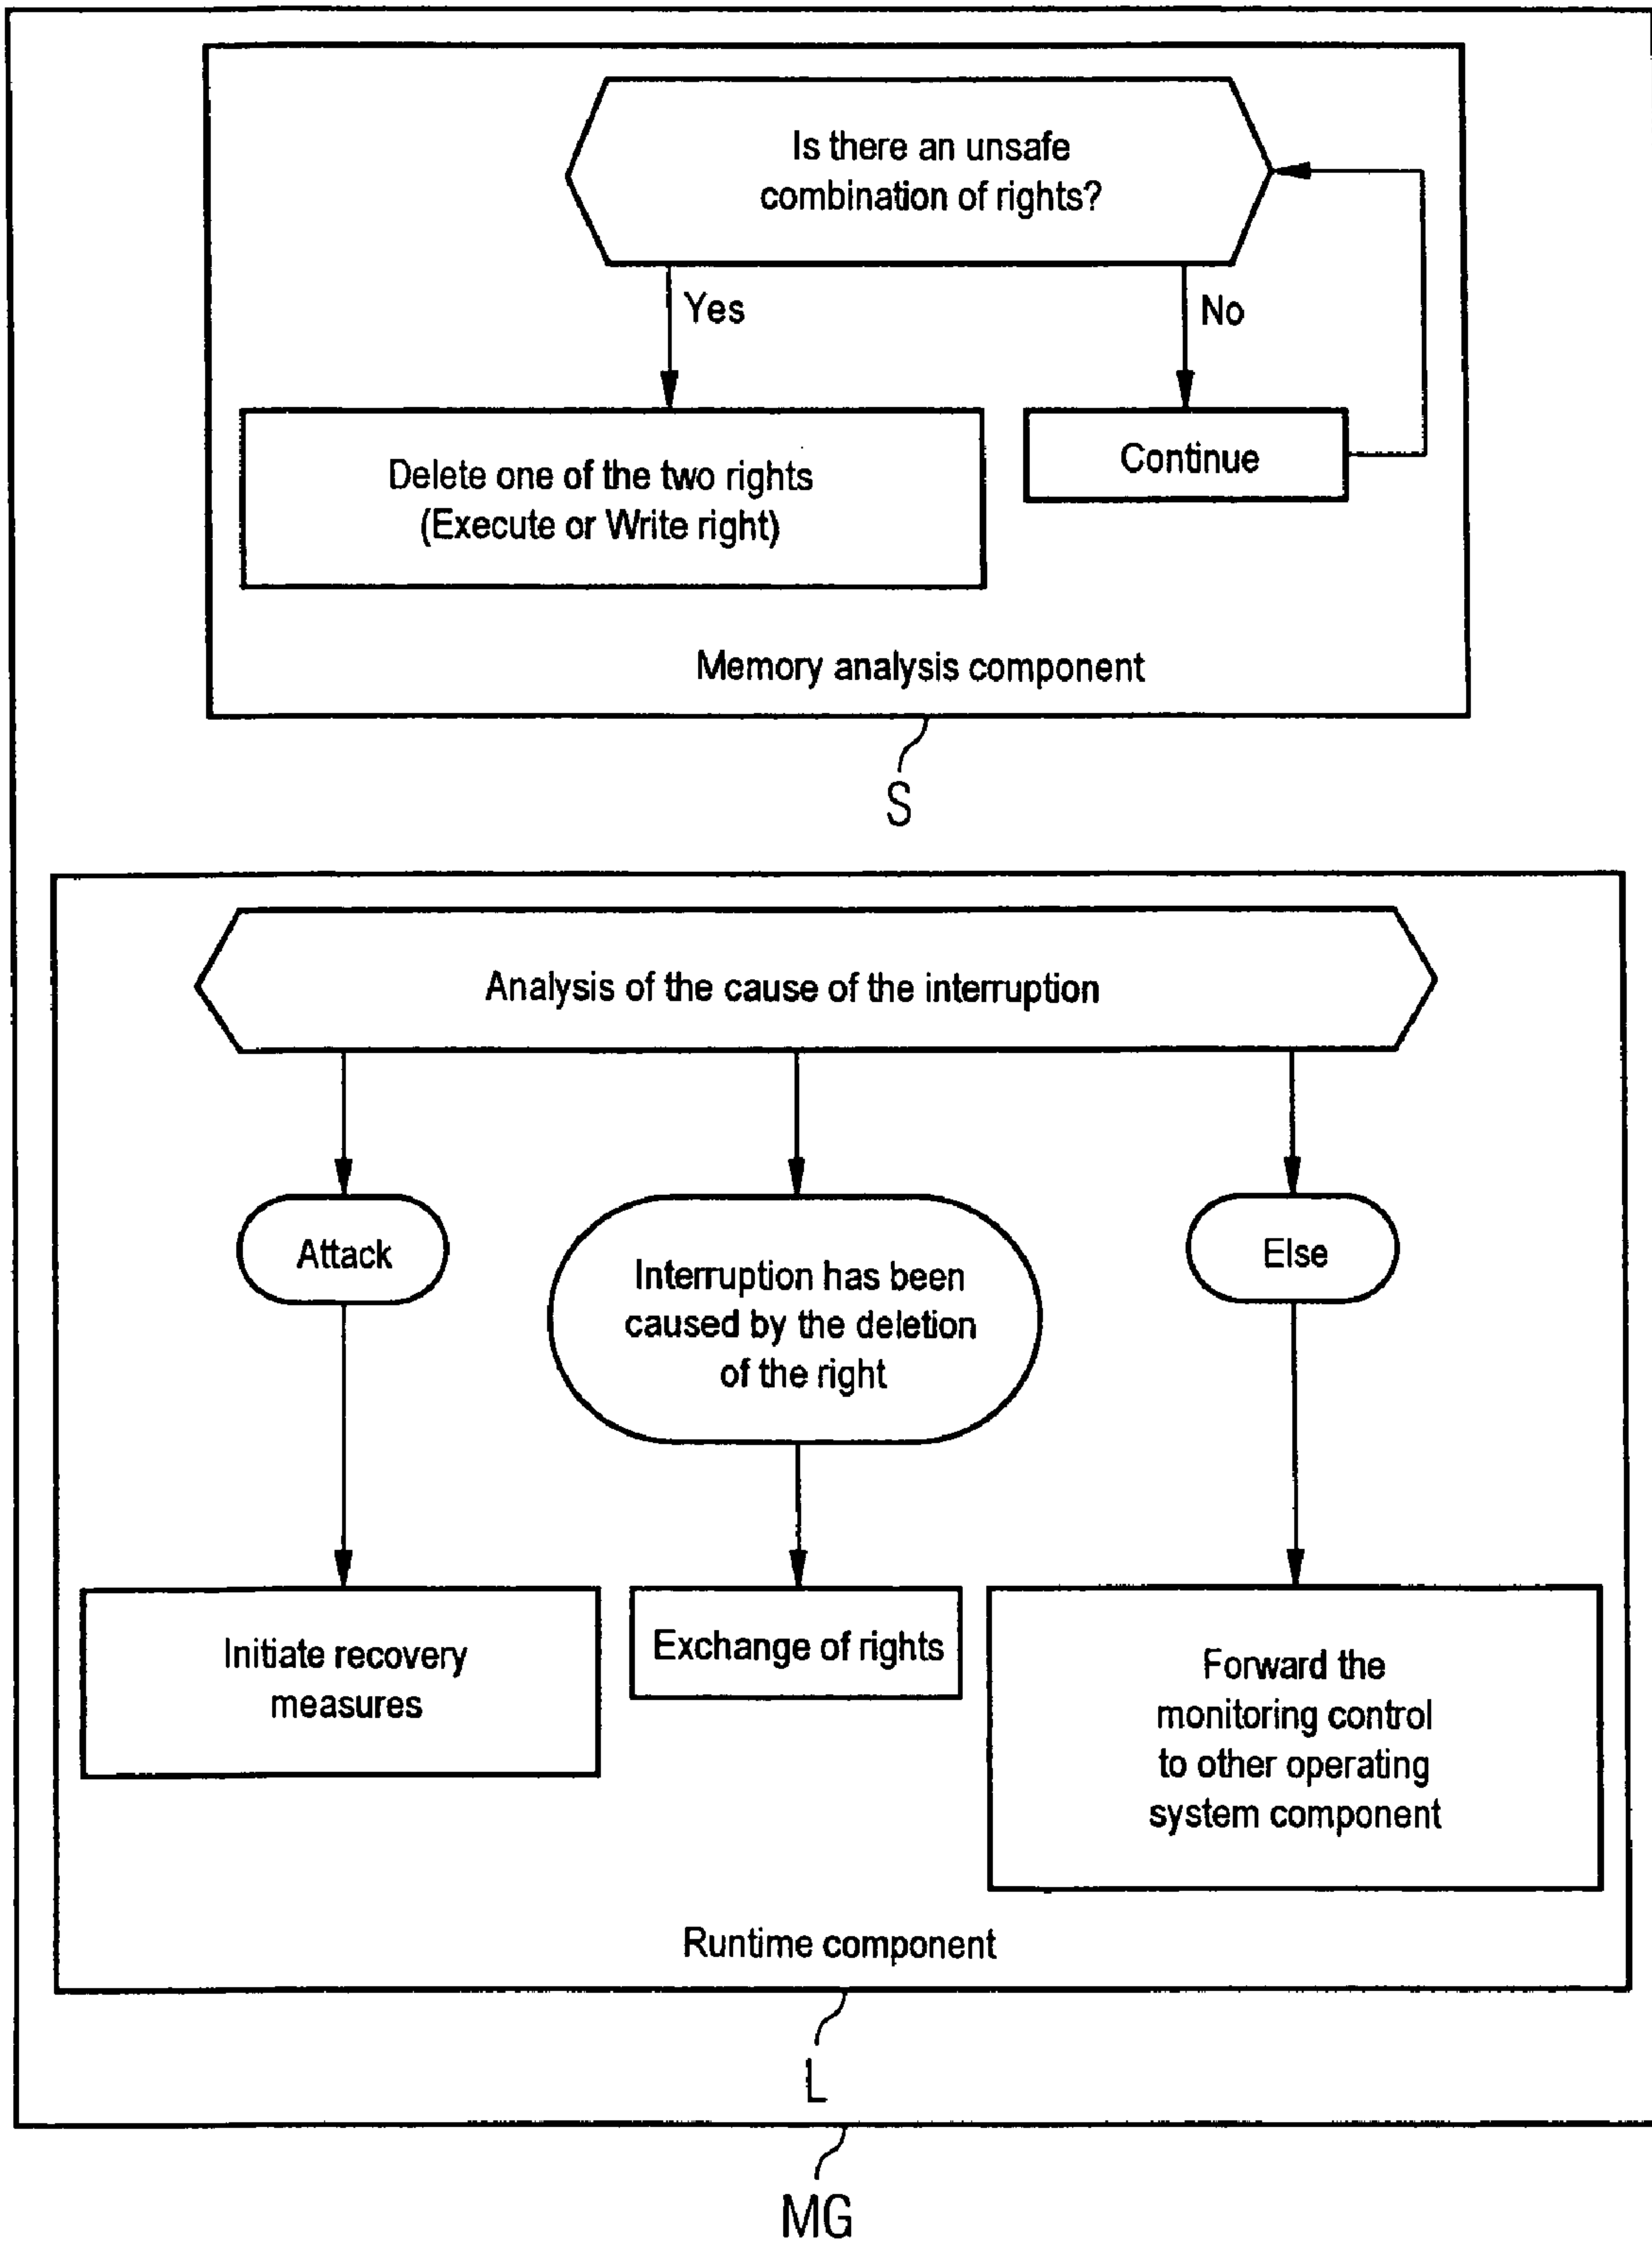 Is there an unsafe
combination of rights?
Yes
No
Delete one of the two rights
(Execute or Write right)
Continue
Memory analysis component
S
Analysis of the cause of the interruption
Attack
Interruption has been
caused by the deletion
of the right
Else
Initiate recovery
measures
Exchange of rights
Forward the
monitoring control
to other operating
system component
Runtime component
L
MG